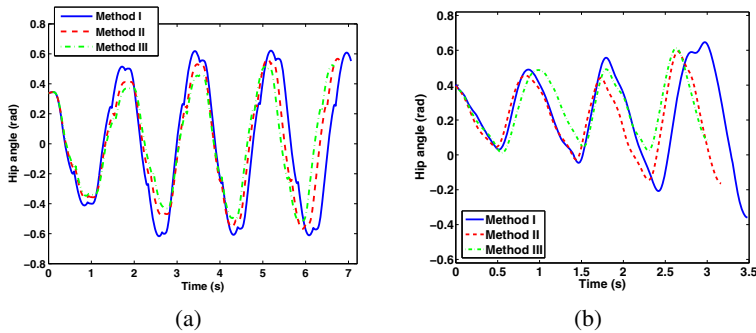 Method I
Method II
Method III
0.8
0.6
0.4
0.2
0
−0.2
−0.4
−0.6
−0.8
Hip angle (rad)
0
1
2
3
4
5
6
7
Time (s)
(a)
0.8
0.6
0.4
0.2
0
−0.2
−0.4
−0.6
Hip angle (rad)
Method I
Method II
Method III
0
0.5
1
1.5
2
2.5
3
3.5
Time (s)
(b)